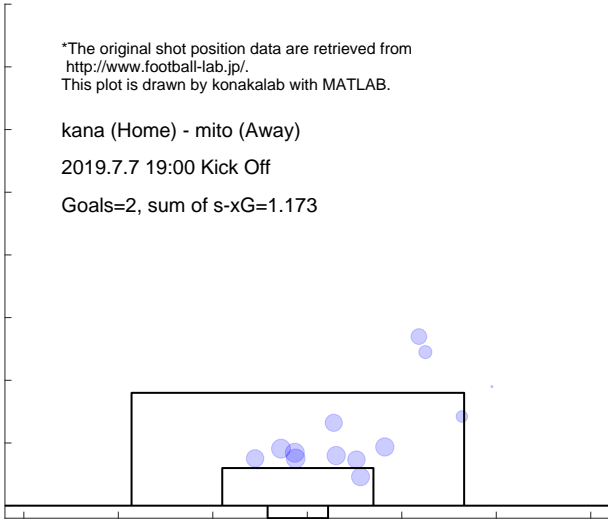 *The original shot position data are retrieved from
http://www.football-lab.jp/.
This plot is drawn by konakalab with MATLAB.
kana (Home) - mito (Away)
2019.7.7 19:00 Kick Off
Goals=2, sum of s-xG=1.173